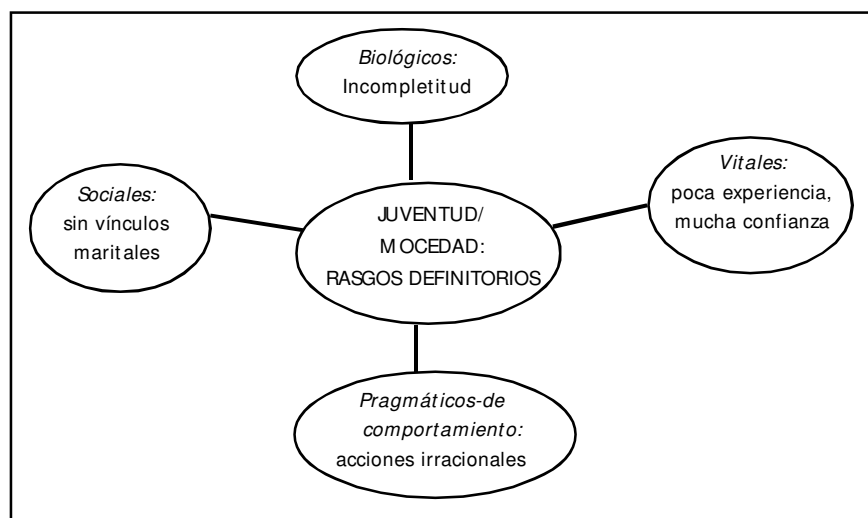 Biológicos:
Incompletitud
Sociales:
sin vínculos
maritales
JUVENTUD/
MOCEDAD:
RASGOS DEFINITORIOS
Vitales:
poca experiencia,
mucha confianza
Pragmáticos-de
comportamiento:
acciones irracionales